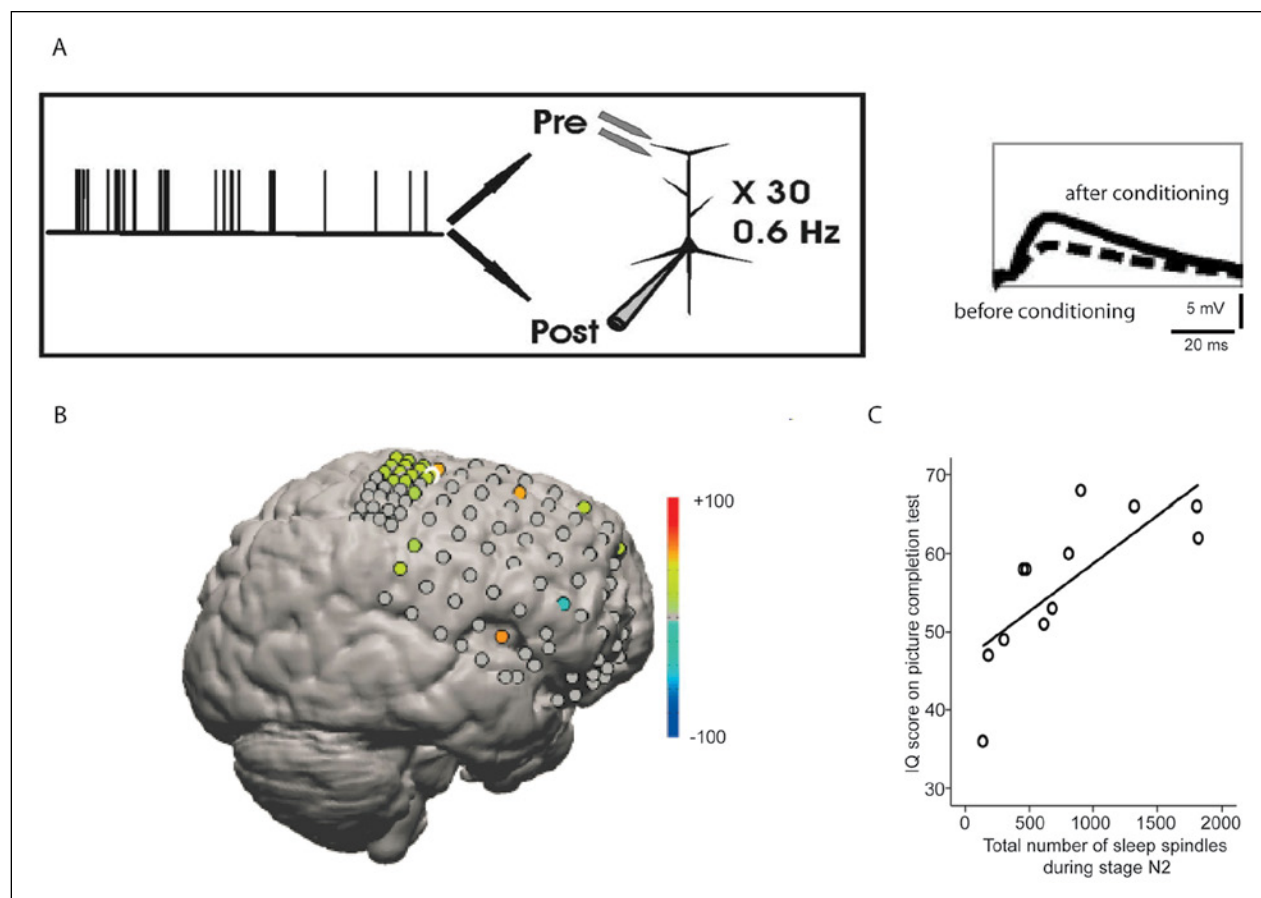 A
Pre
X 30
0.6 Hz
Post
after conditioning
before conditioning
5 mV
20 ms
B
+100
-100
C
IQ score on picture completion test
70
60
50
40
30
0 500 1000 1500 2000
Total number of sleep spindles
during stage N2